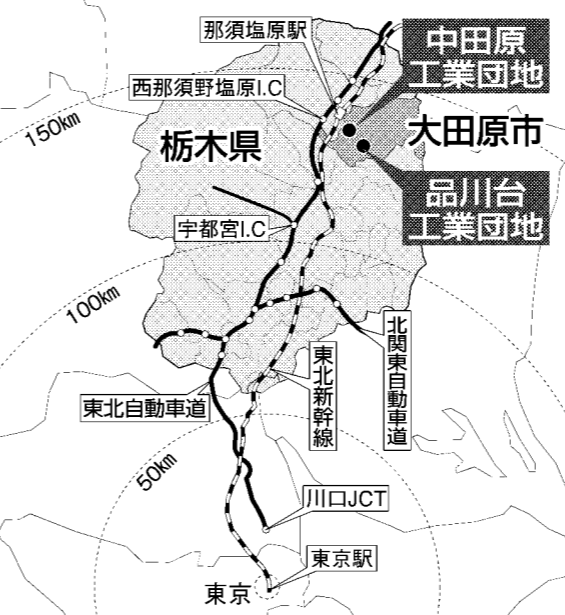 那須塩原駅
中田原
工業団地
西那須野塩原I.C
150km
栃木県
大田原市
品川台
工業団地
宇都宮I.C
100km
北関東自動車道
東北新幹線
東北自動車道
50km
川口JCT
東京駅
東京